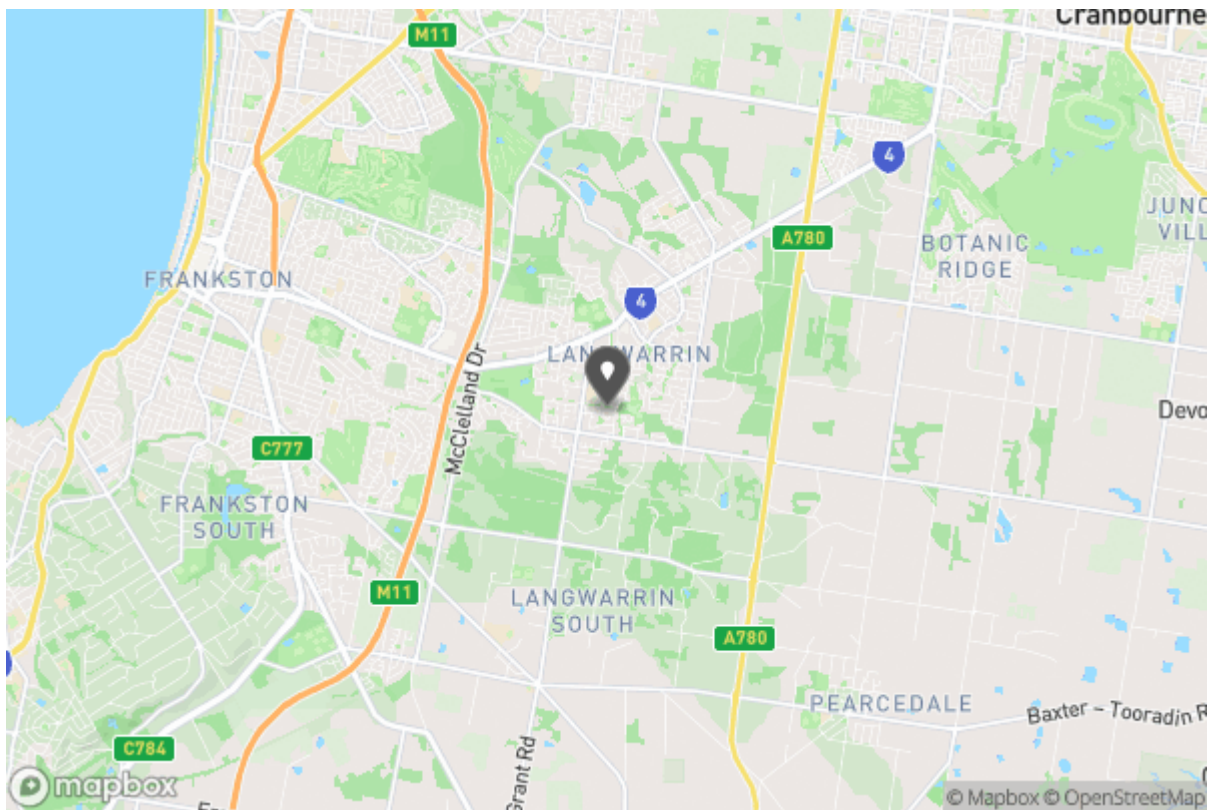 Cranbourne
M11
4
JUNC
VILL
A780
BOTANIC
RIDGE
FRANKSTON
4
LANGWARRIN
McClelland Dr
Devo
C777
FRANKSTON
SOUTH
M11
LANGWARRIN
SOUTH
A780
PEARCEDALE
Baxter – Tooradin R
C784
Grant Rd
mapbox
© Mapbox © OpenStreetMap